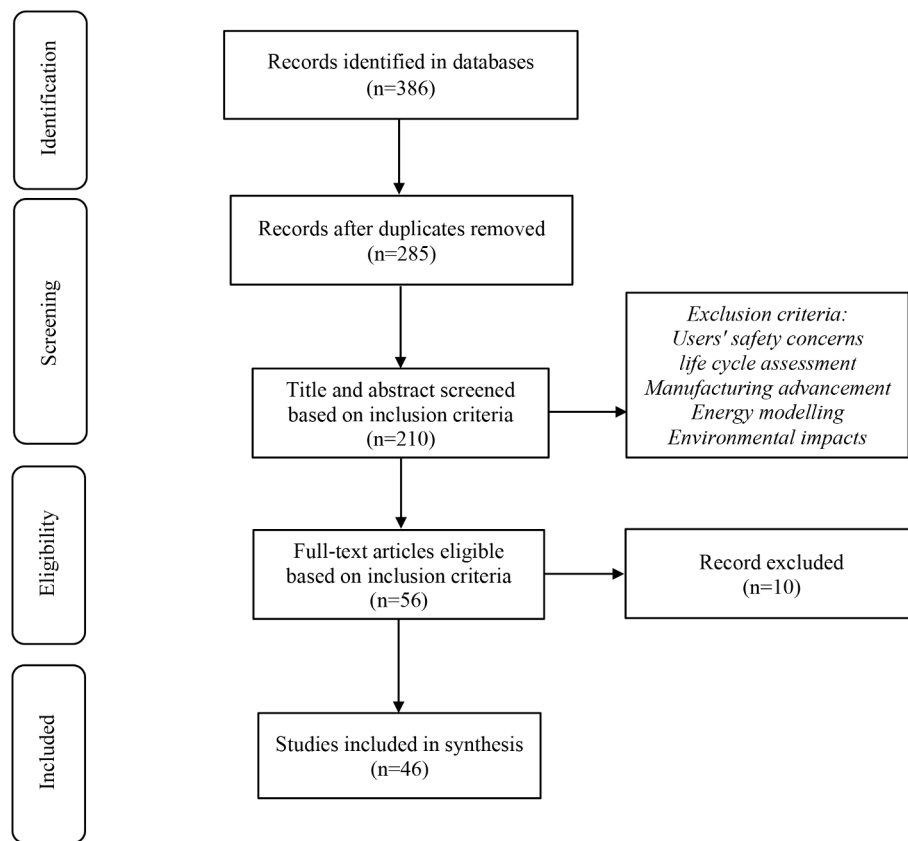 Identification
Records identified in databases
(n=386)
Screening
Records after duplicates removed
(n=285)
Title and abstract screened
based on inclusion criteria
(n=210)
Exclusion criteria:
Users' safety concerns
life cycle assessment
Manufacturing advancement
Energy modelling
Environmental impacts
Eligibility
Full-text articles eligible
based on inclusion criteria
(n=56)
Record excluded
(n=10)
Included
Studies included in synthesis
(n=46)